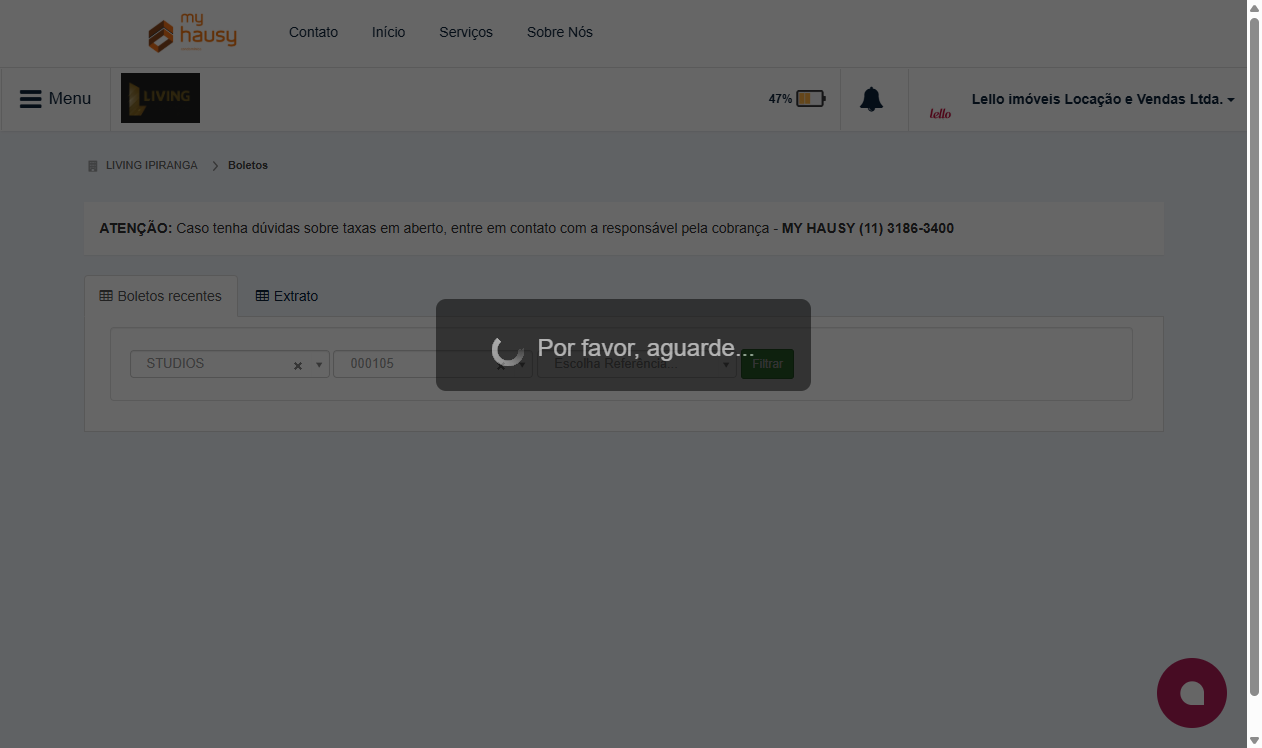 my
hausy
Contato
Início
Serviços
Sobre Nós
Menu
LIVING
47%
lello
Lello imóveis Locação e Vendas Ltda.
LIVING IPIRANGA
Boletos
ATENÇÃO: Caso tenha dúvidas sobre taxas em aberto, entre em contato com a responsável pela cobrança - MY HAUSY (11) 3186-3400
Boletos recentes
Extrato
Por favor, aguarde...
STUDIOS
000105
Escolha Referência...
Filtrar